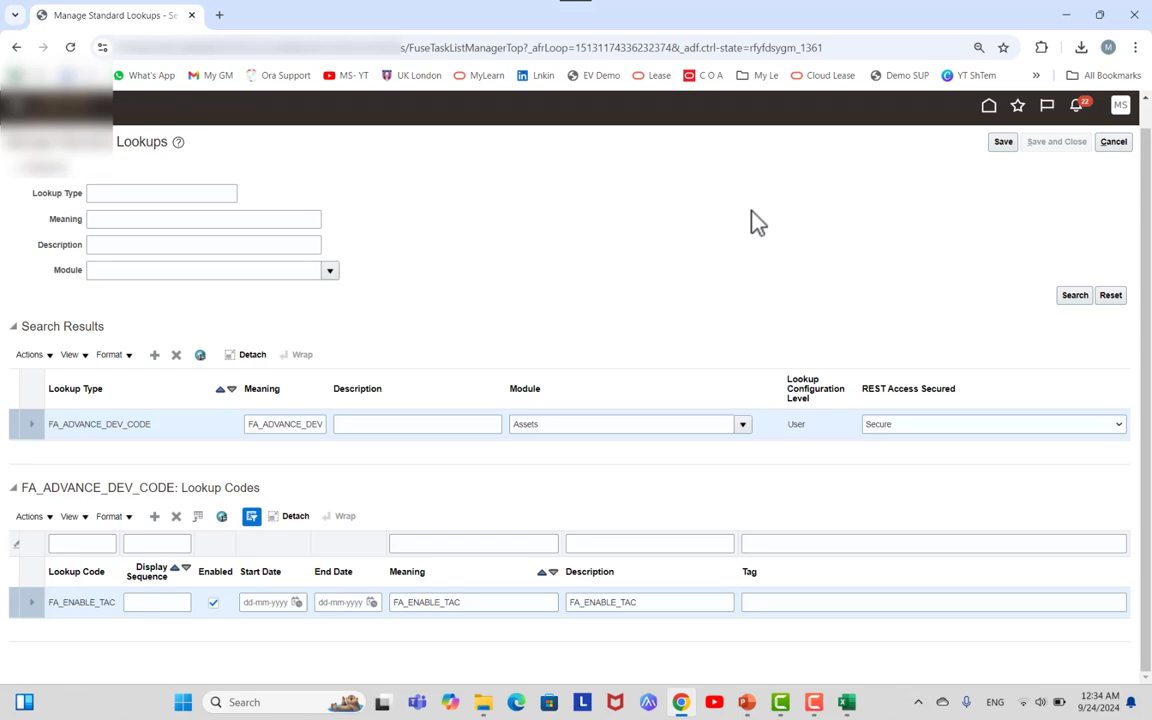 Manage Standard Lookups - Se
s/FuseTaskListManagerTop?_afrLoop=15131174336232374&_adf.ctrl-state=rfyfdsygm_1361
M
What's App
My GM
Ora Support
MS- YT
UK London
MyLearn
Lnkin
EV Demo
Lease
C O A
My Le
Cloud Lease
Demo SUP
YT ShTem
»
All Bookmarks
22
MS
Lookups
Save
Save and Close
Cancel
Lookup Type
Meaning
Description
Module
Search
Reset
Search Results
Actions
View
Format
Detach
Wrap
Lookup Type
Meaning
Description
Module
Lookup Configuration Level
REST Access Secured
FA_ADVANCE_DEV_CODE
FA_ADVANCE_DEV
Assets
User
Secure
FA_ADVANCE_DEV_CODE: Lookup Codes
Actions
View
Format
Detach
Wrap
Lookup Code
Display Sequence
Enabled
Start Date
End Date
Meaning
Description
Tag
FA_ENABLE_TAC
dd-mm-yyyy
dd-mm-yyyy
FA_ENABLE_TAC
FA_ENABLE_TAC
Search
ENG
12:34 AM
9/24/2024